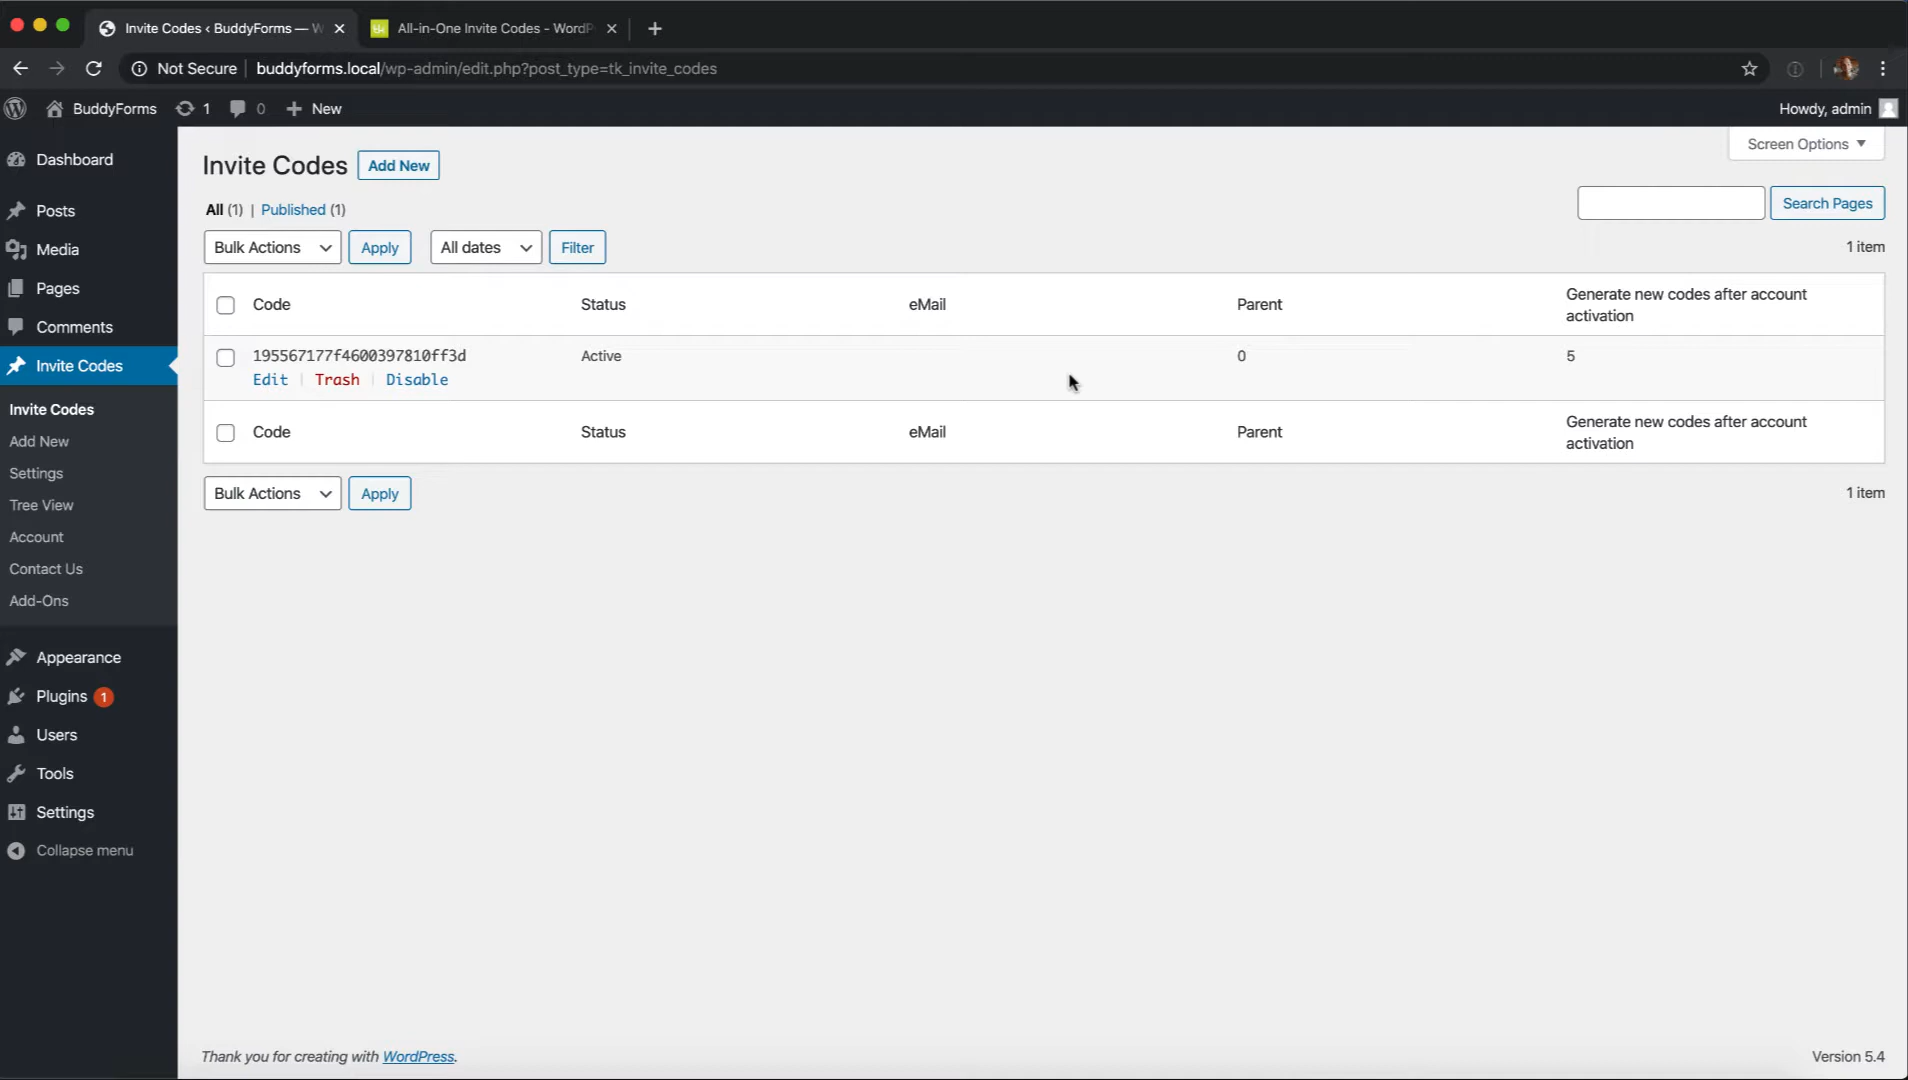 Invite Codes ‹ BuddyForms — W
All-in-One Invite Codes - WordP
Not Secure
buddyforms.local/wp-admin/edit.php?post_type=tk_invite_codes
BuddyForms
1
0
New
Howdy, admin
Dashboard
Posts
Media
Pages
Comments
Invite Codes
Invite Codes
Add New
Settings
Tree View
Account
Contact Us
Add-Ons
Appearance
Plugins 1
Users
Tools
Settings
Collapse menu
Screen Options
Invite Codes
Add New
All (1) | Published (1)
Search Pages
Bulk Actions
Apply
All dates
Filter
1 item
Code
Status
eMail
Parent
Generate new codes after account
activation
195567177f4600397810ff3d
Active
0
5
Edit | Trash | Disable
Code
Status
eMail
Parent
Generate new codes after account
activation
Bulk Actions
Apply
1 item
Thank you for creating with WordPress.
Version 5.4